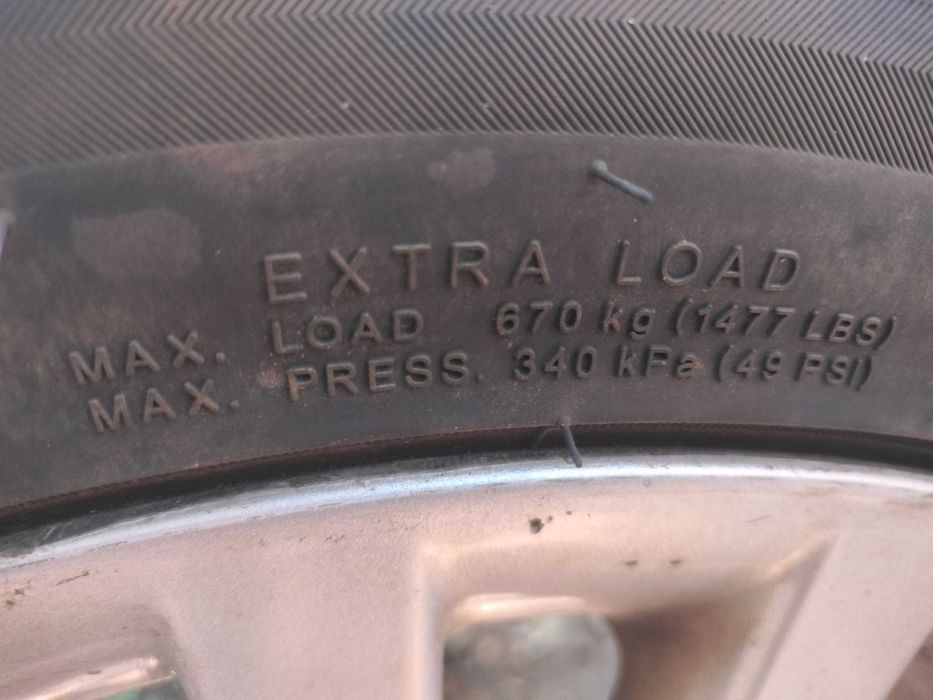 EXTRA LOAD
MAX. LOAD 670 kg (1477 LBS)
MAX. PRESS. 340 kPa (49 PSI)